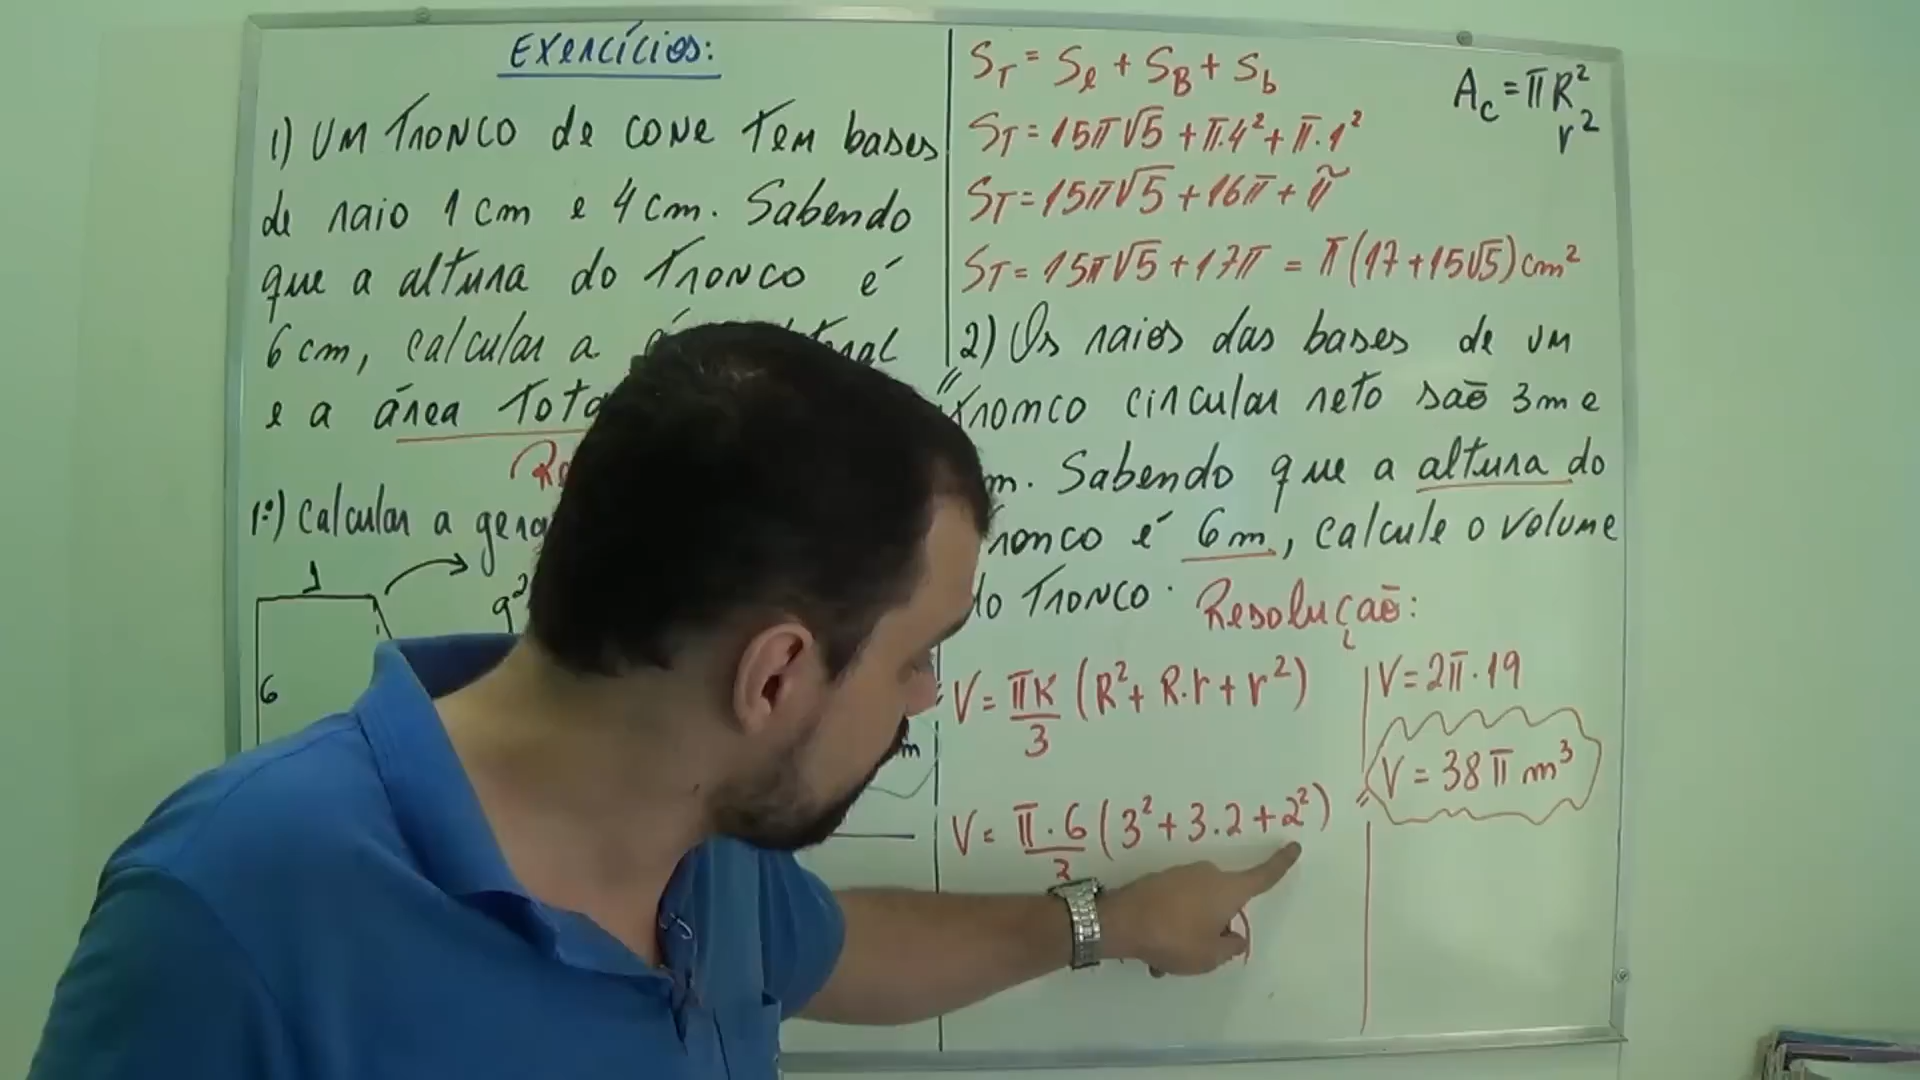 Exercícios:
1) Um tronco de cone tem bases
de raio 1 cm e 4 cm. Sabendo
que a altura do tronco é
6 cm, calcular a
e a área
1º) Calcular a
1
6
g²
m
S_T = S_l + S_B + S_b
S_T = 15π√5 + π.4² + π.1²
S_T = 15π√5 + 16π + π
S_T = 15π√5 + 17π = π(17 + 15√5) cm²
A_C = πR²
r²
2) Os raios das bases de um
tronco circular reto são 3m e
m. Sabendo que a altura do
tronco é 6m, calcule o volume
do tronco.
Resolução:
V = πK/3 (R² + R.r + r²)
V = π.6/3 (3² + 3.2 + 2²)
V = 2π.19
V = 38π m³